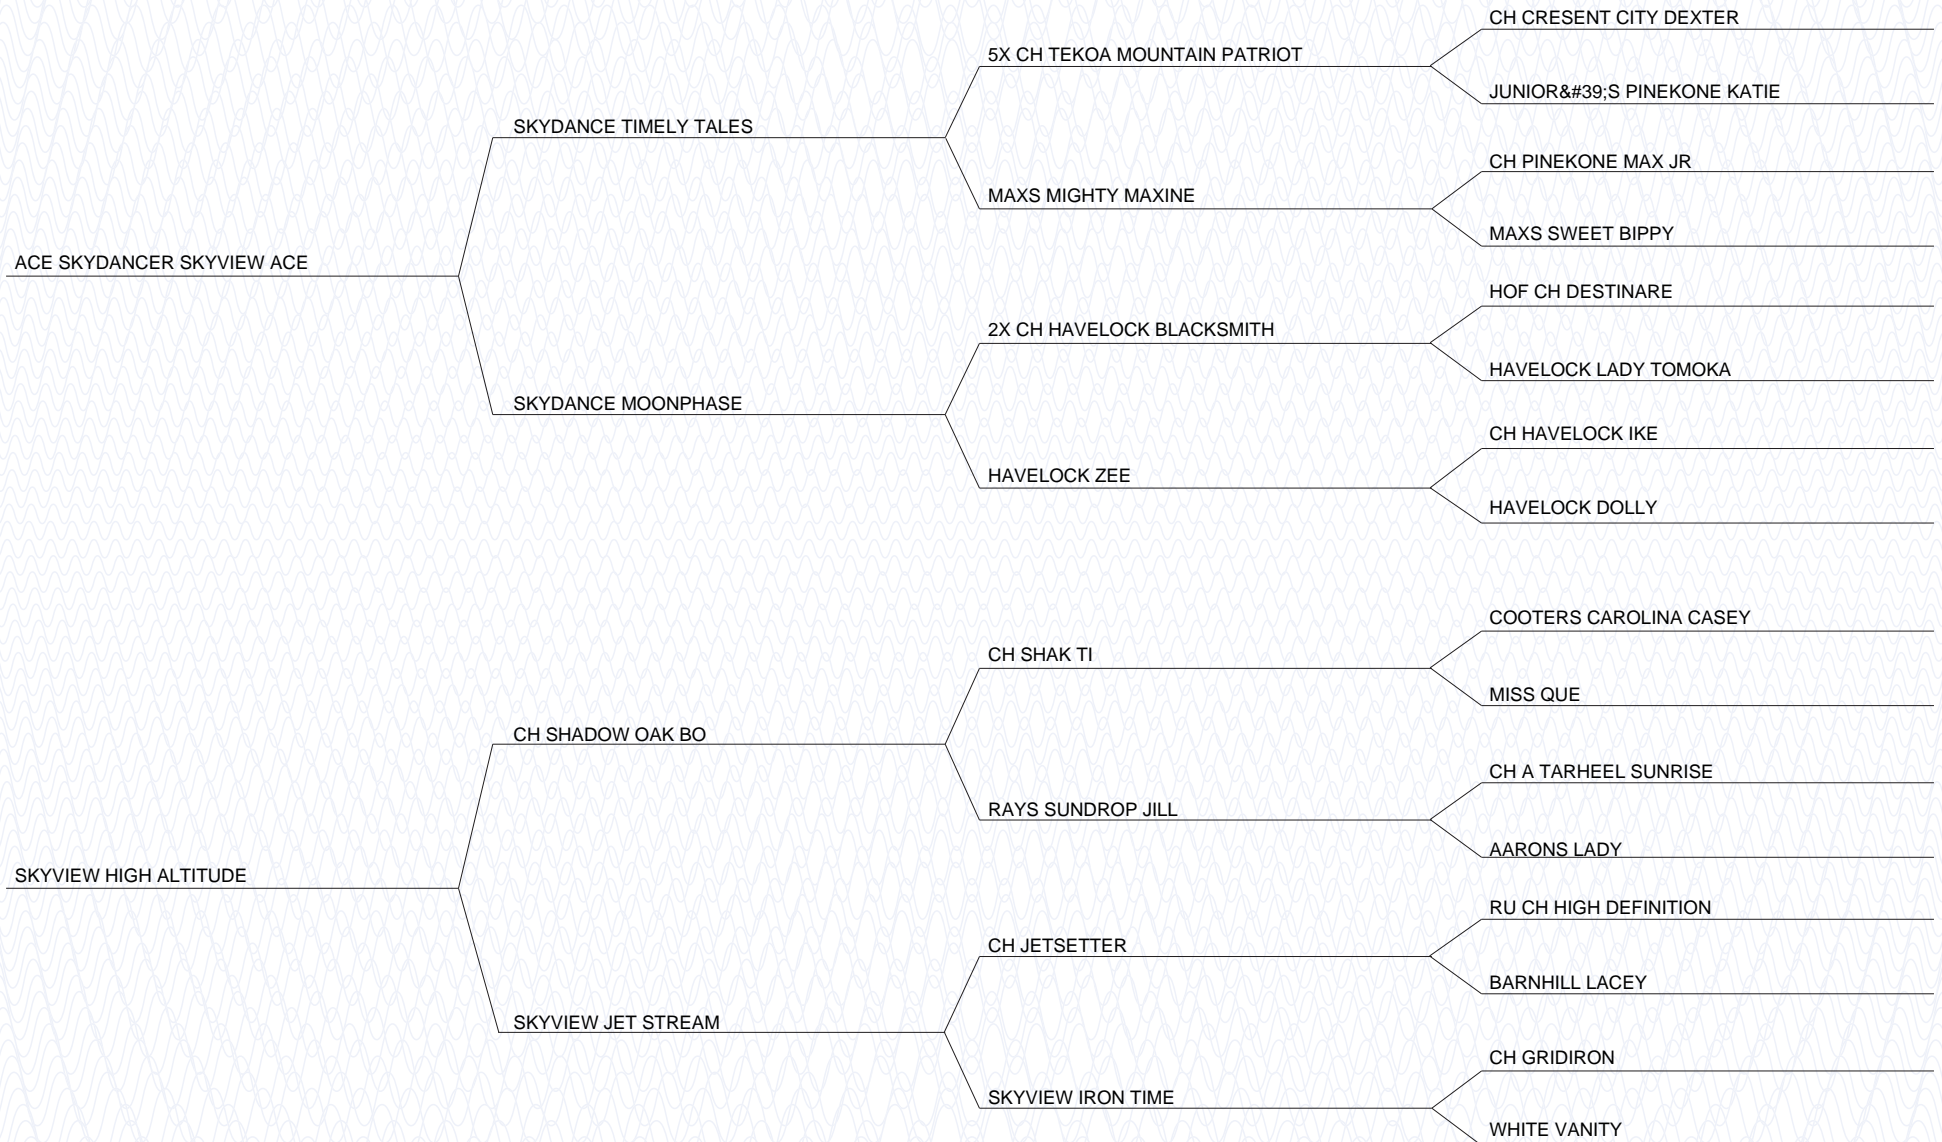 CH CRESENT CITY DEXTER
5X CH TEKOA MOUNTAIN PATRIOT
JUNIOR&#39;S PINEKONE KATIE
SKYDANCE TIMELY TALES
CH PINEKONE MAX JR
MAXS MIGHTY MAXINE
MAXS SWEET BIPPY
ACE SKYDANCER SKYVIEW ACE
HOF CH DESTINARE
2X CH HAVELOCK BLACKSMITH
HAVELOCK LADY TOMOKA
SKYDANCE MOONPHASE
CH HAVELOCK IKE
HAVELOCK ZEE
HAVELOCK DOLLY
COOTERS CAROLINA CASEY
CH SHAK TI
MISS QUE
CH SHADOW OAK BO
CH A TARHEEL SUNRISE
RAYS SUNDROP JILL
AARONS LADY
SKYVIEW HIGH ALTITUDE
RU CH HIGH DEFINITION
CH JETSETTER
BARNHILL LACEY
SKYVIEW JET STREAM
CH GRIDIRON
SKYVIEW IRON TIME
WHITE VANITY